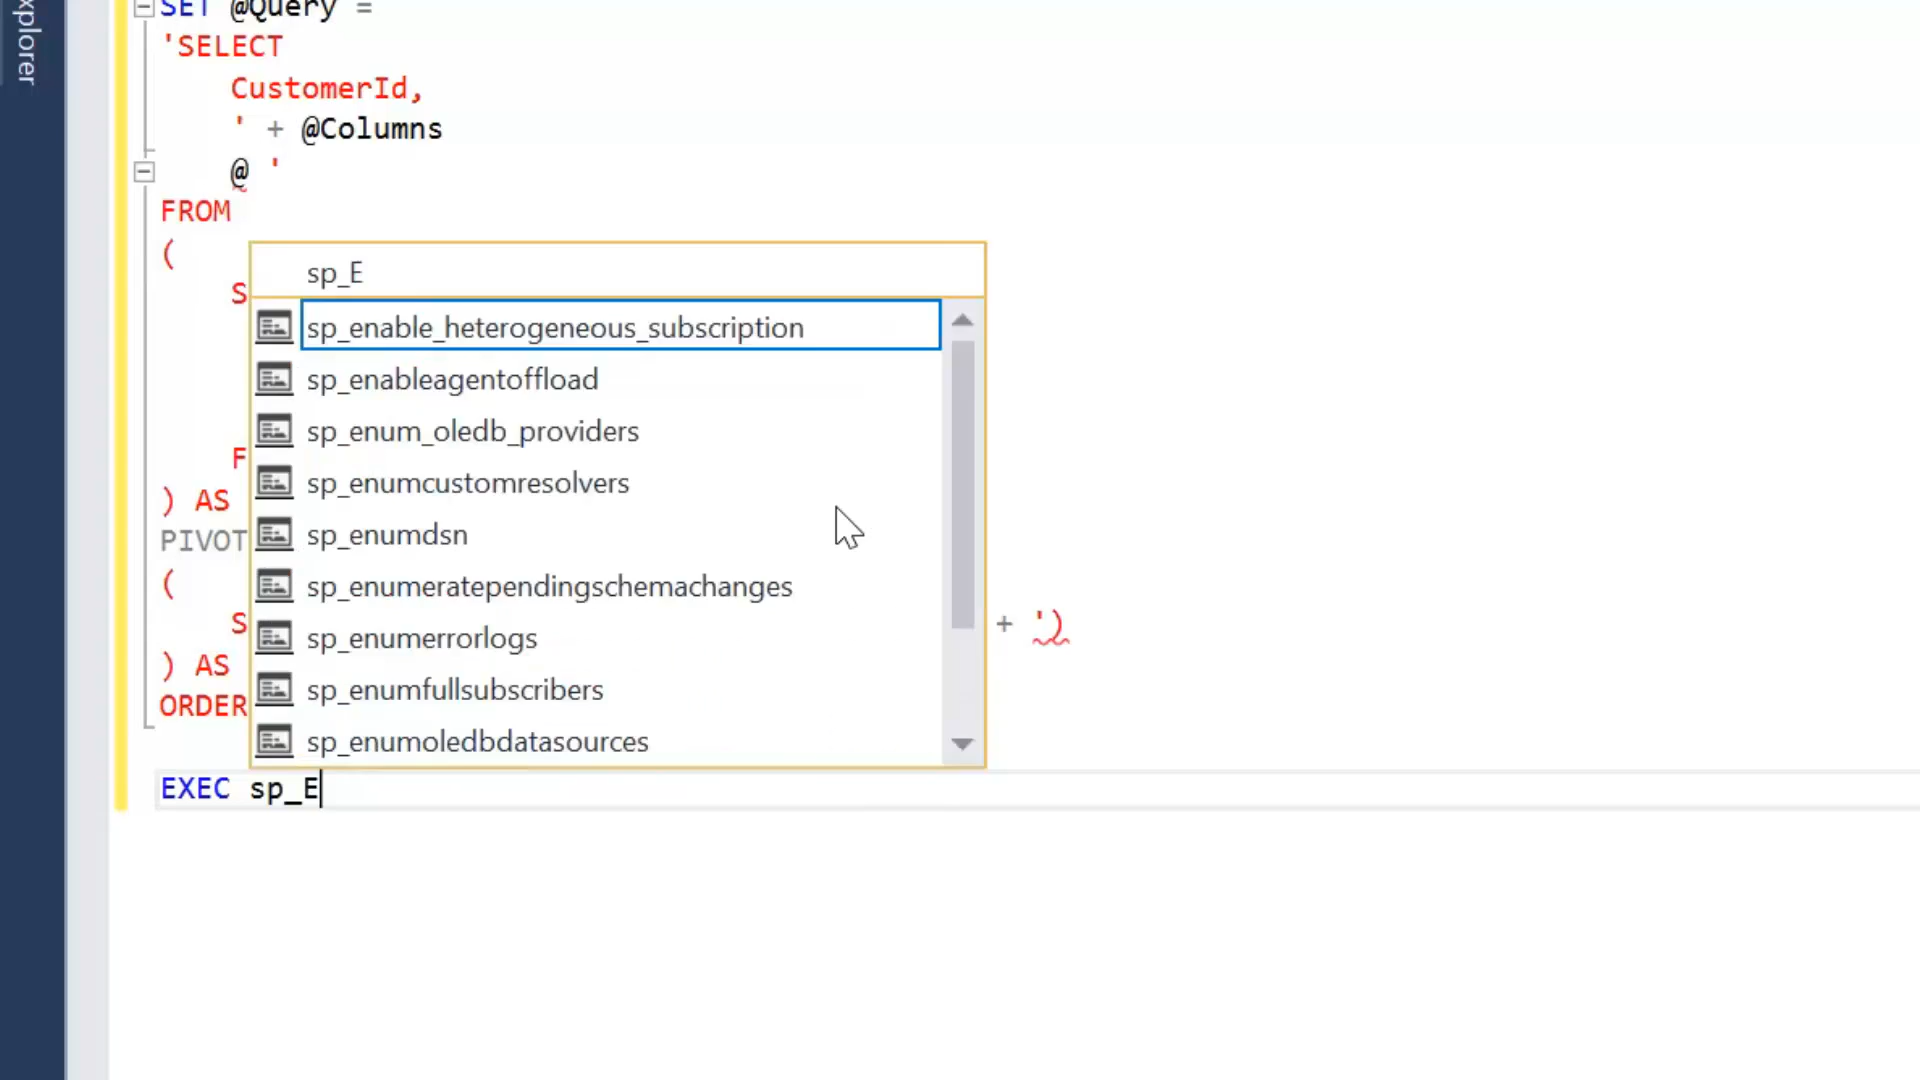 xplorer
SET @Query =
'SELECT
CustomerId,
' + @Columns
@ '
FROM
(
S
F
) AS
PIVOT
(
S + ')
) AS
ORDER
sp_E
sp_enable_heterogeneous_subscription
sp_enableagentoffload
sp_enum_oledb_providers
sp_enumcustomresolvers
sp_enumdsn
sp_enumeratependingschemachanges
sp_enumerrorlogs
sp_enumfullsubscribers
sp_enumoledbdatasources
EXEC sp_E